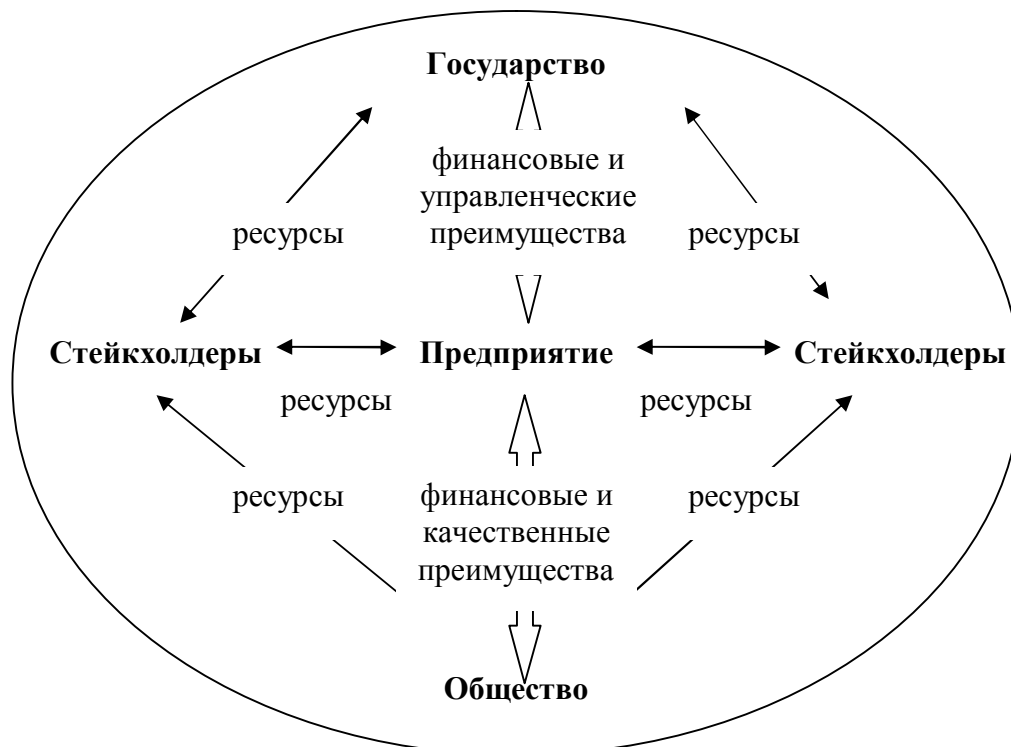 Государство
финансовые и
управленческие
преимущества
ресурсы
ресурсы
Стейкхолдеры
Предприятие
Стейкхолдеры
ресурсы
ресурсы
ресурсы
финансовые и
качественные
преимущества
ресурсы
Общество